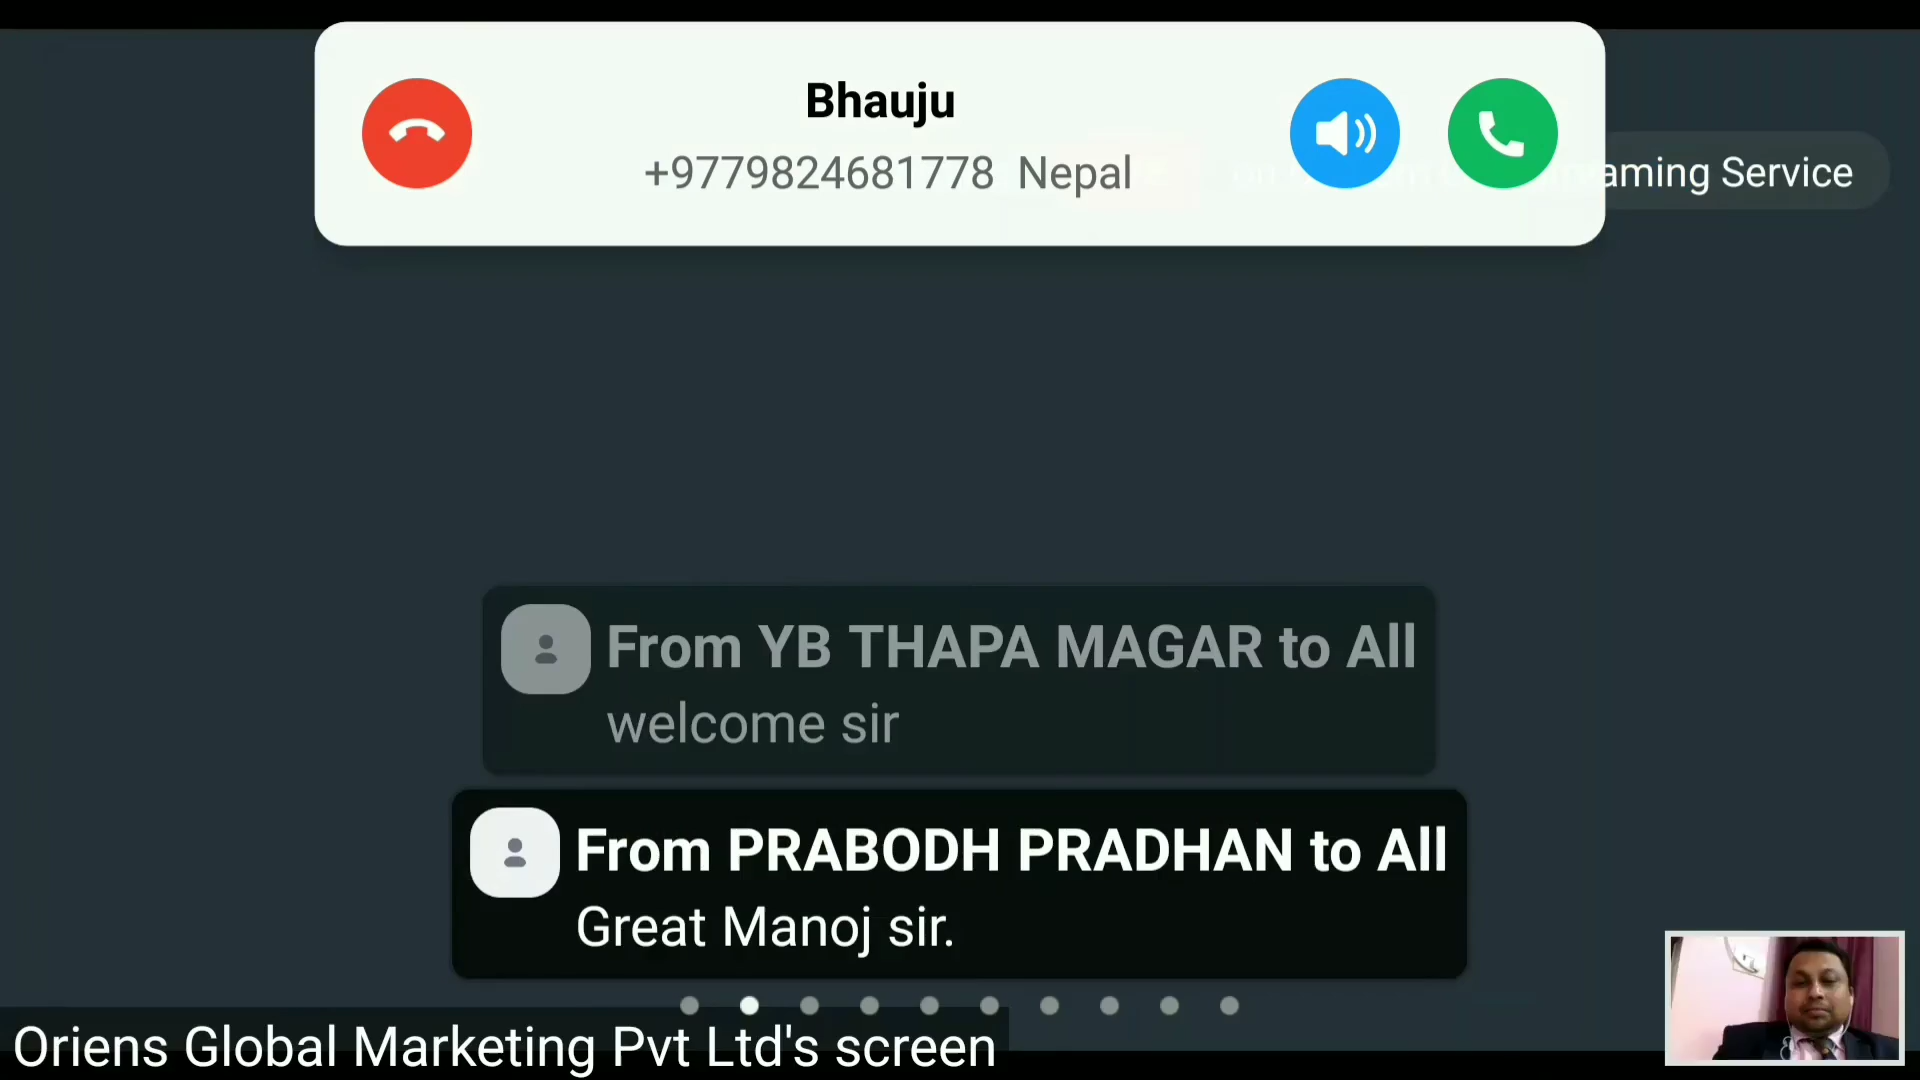 Bhauju
+9779824681778 Nepal
on
aming Service
From YB THAPA MAGAR to All
welcome sir
From PRABODH PRADHAN to All
Great Manoj sir.
Oriens Global Marketing Pvt Ltd's screen